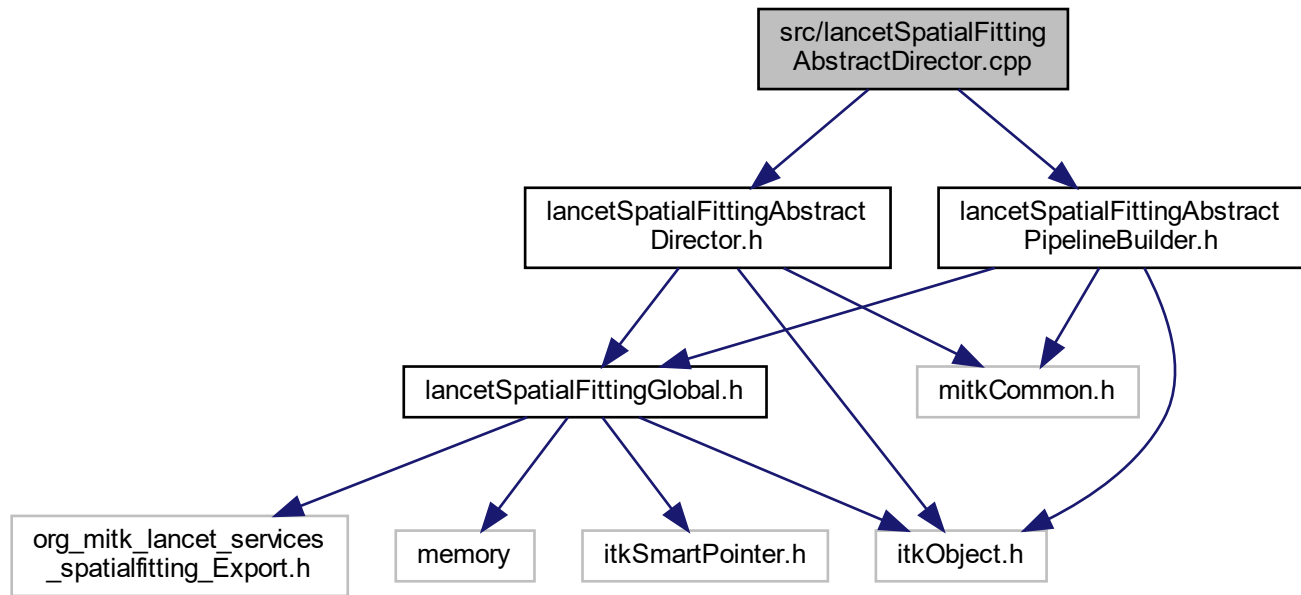 src/lancetSpatialFitting
AbstractDirector.cpp
lancetSpatialFittingAbstract
Director.h
lancetSpatialFittingAbstract
PipelineBuilder.h
lancetSpatialFittingGlobal.h
mitkCommon.h
org_mitk_lancet_services
_spatialfitting_Export.h
memory
itkSmartPointer.h
itkObject.h